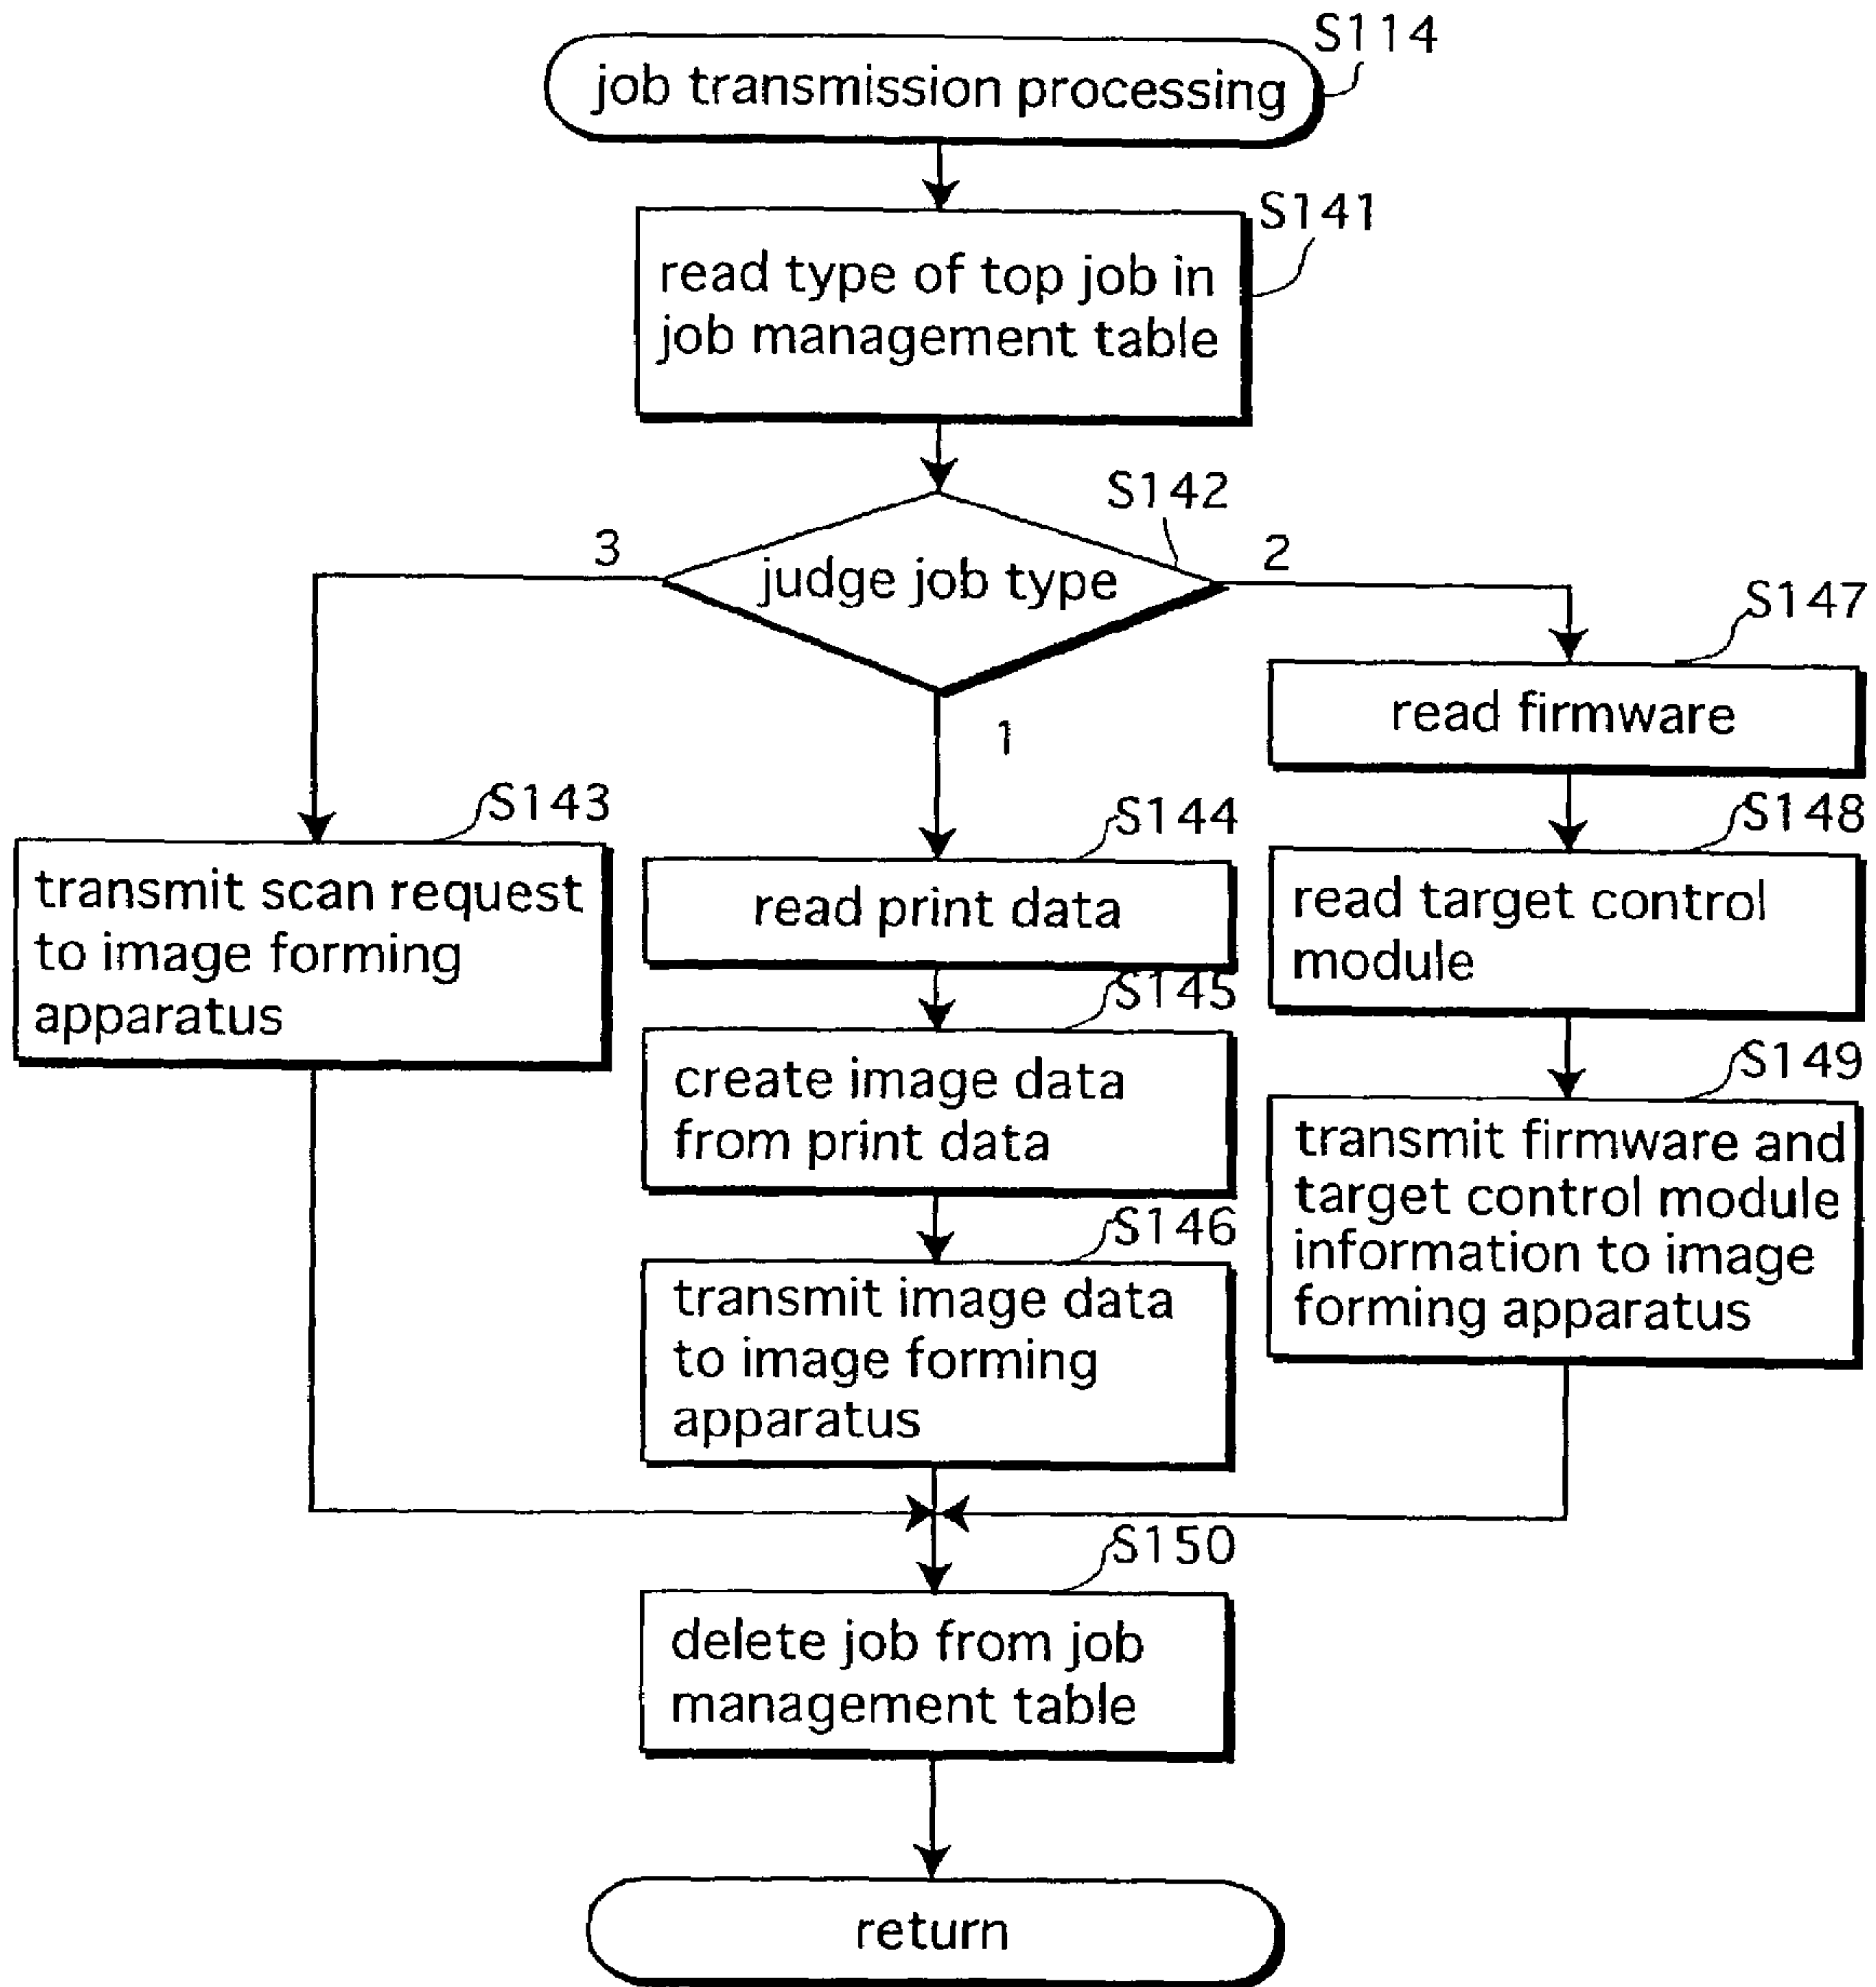 S114
job transmission processing
S141
read type of top job in
job management table
S142
3
judge job type
2
1
S147
read firmware
S143
transmit scan request
to image forming
apparatus
S144
read print data
S148
read target control
module
S145
create image data
from print data
S149
transmit firmware and
target control module
information to image
forming apparatus
S146
transmit image data
to image forming
apparatus
S150
delete job from job
management table
return